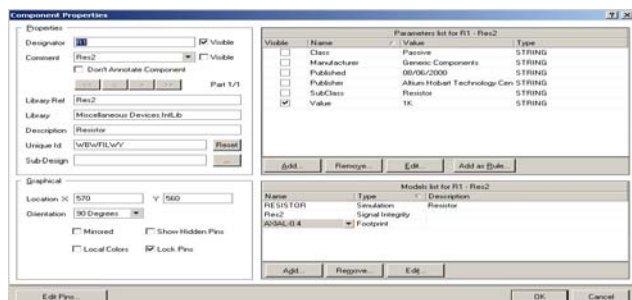 Component Properties
Properties
Designator R1 Visible
Comment Res2 Visible
Don't Annotate Component
<< < > >> Part 1/1
Library Ref Res2
Library Miscellaneous Devices.IntLib
Description Resistor
Unique Id Reset
Sub-Design ...
Graphical
Location X 570 Y 560
Orientation 90 Degrees
Mirrored Show Hidden Pins
Local Colors Lock Pins
Edit Pins...
Parameters list for R1 - Res2
Visible Name Value Type
Class Passive STRING
Manufacturer Generic Components STRING
Published 08/06/2000 STRING
Publisher Altium Hobart Technology Cen STRING
SubClass Resistor STRING
Value 1K STRING
Add... Remove... Edit... Add as Rule...
Models list for R1 - Res2
Name Type Description
RESISTOR Simulation Resistor
Res2 Signal Integrity
AXIAL-0.4 Footprint
Add... Remove... Edit...
OK Cancel